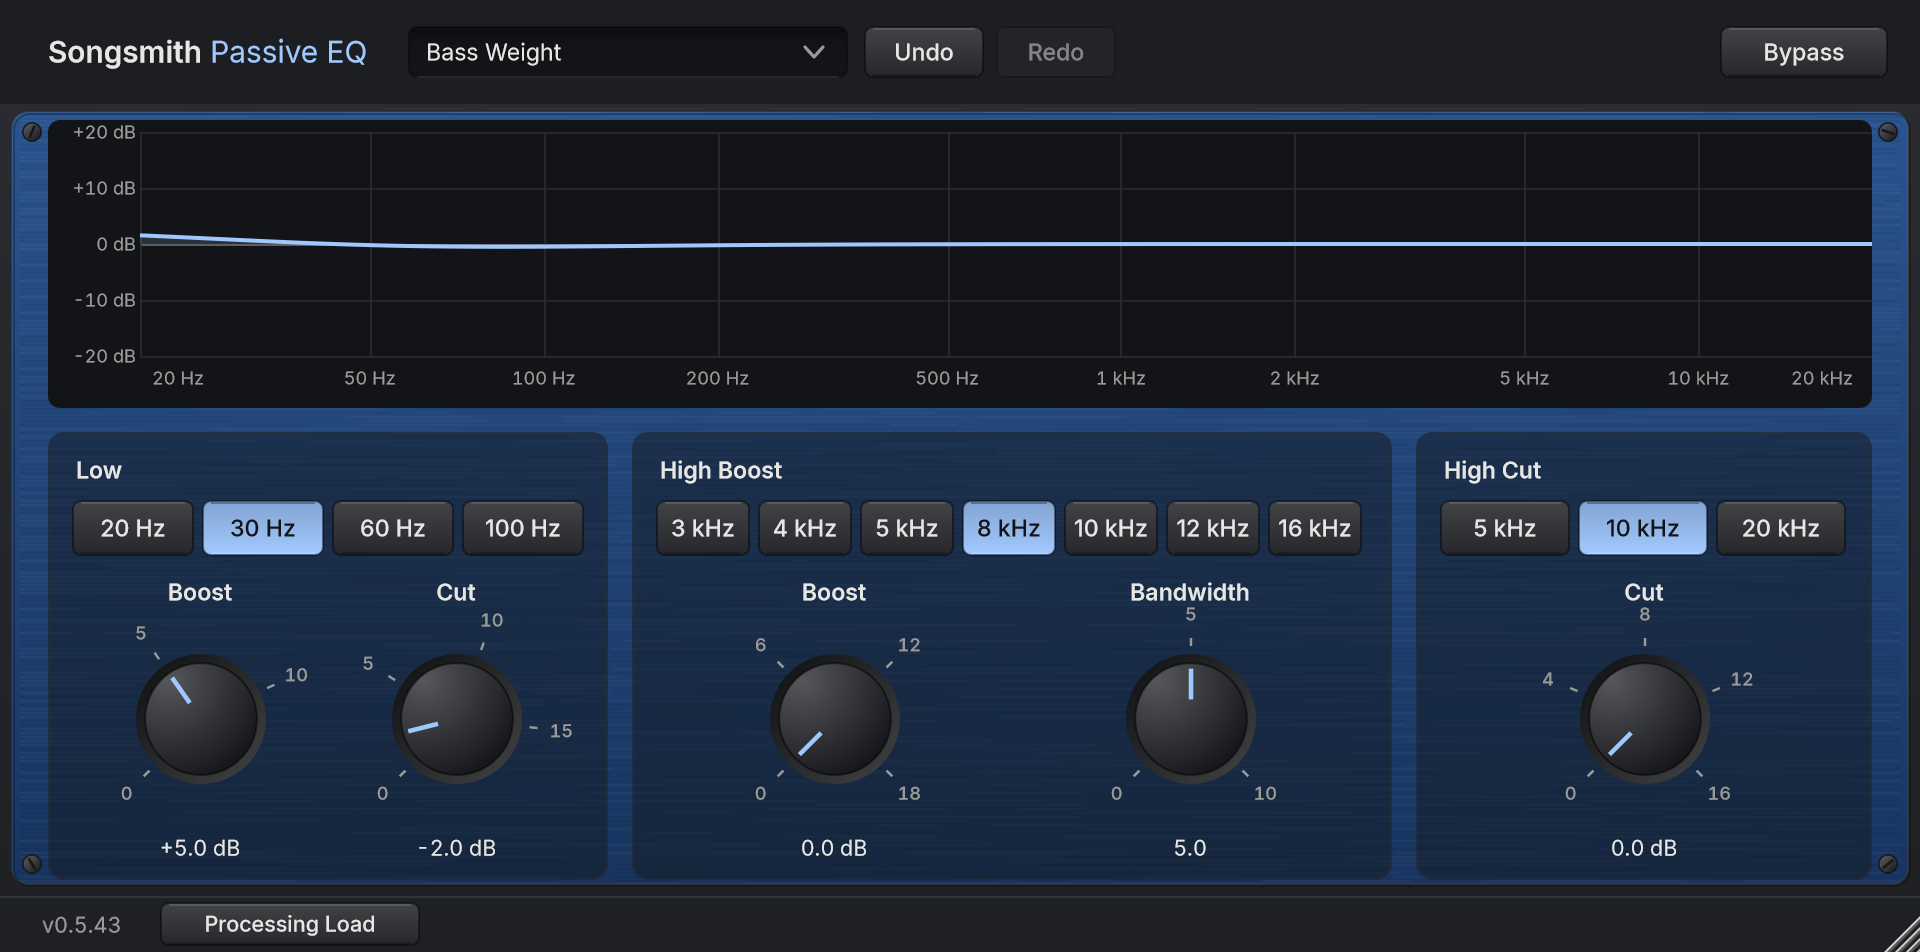 Songsmith Passive EQ
Bass Weight
Undo
Redo
Bypass
+20 dB
+10 dB
0 dB
-10 dB
-20 dB
20 Hz
50 Hz
100 Hz
200 Hz
500 Hz
1 kHz
2 kHz
5 kHz
10 kHz
20 kHz
Low
20 Hz
30 Hz
60 Hz
100 Hz
Boost
0
5
10
+5.0 dB
Cut
0
5
10
15
-2.0 dB
High Boost
3 kHz
4 kHz
5 kHz
8 kHz
10 kHz
12 kHz
16 kHz
Boost
0
6
12
18
0.0 dB
Bandwidth
0
5
10
5.0
High Cut
5 kHz
10 kHz
20 kHz
Cut
0
4
8
12
16
0.0 dB
v0.5.43
Processing Load